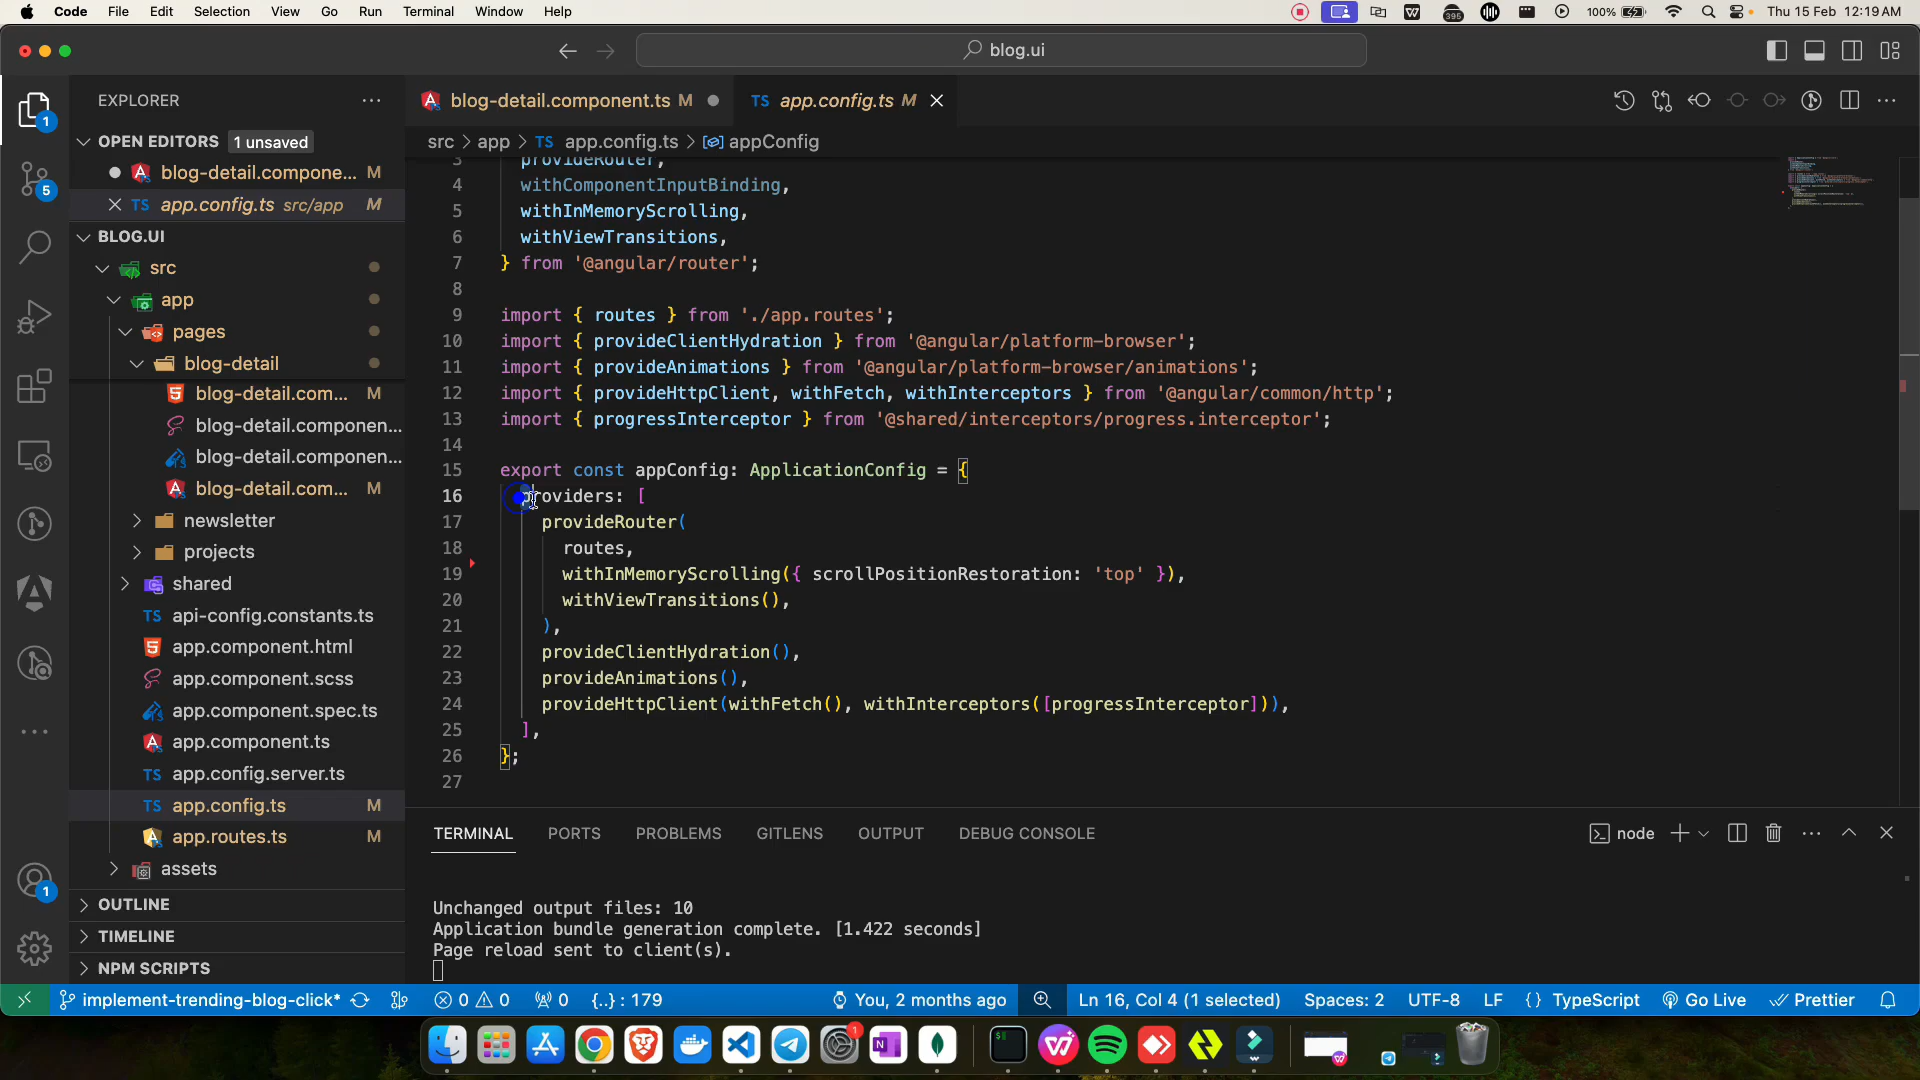 Code File Edit Selection View Go Run Terminal Window Help 395 100% Thu 15 Feb 12:19 AM
blog.ui
EXPLORER
OPEN EDITORS 1 unsaved
blog-detail.compone... M
app.config.ts src/app M
BLOG.UI
src
app
pages
blog-detail
blog-detail.com... M
blog-detail.componen...
blog-detail.componen...
blog-detail.com... M
newsletter
projects
shared
TS api-config.constants.ts
app.component.html
app.component.scss
app.component.spec.ts
app.component.ts
TS app.config.server.ts
TS app.config.ts M
app.routes.ts M
assets
OUTLINE
TIMELINE
NPM SCRIPTS
1
5
1
blog-detail.component.ts M TS app.config.ts M
src > app > TS app.config.ts > appConfig
3 provideRouter,
4 withComponentInputBinding,
5 withInMemoryScrolling,
6 withViewTransitions,
7 } from '@angular/router';
8
9 import { routes } from './app.routes';
10 import { provideClientHydration } from '@angular/platform-browser';
11 import { provideAnimations } from '@angular/platform-browser/animations';
12 import { provideHttpClient, withFetch, withInterceptors } from '@angular/common/http';
13 import { progressInterceptor } from '@shared/interceptors/progress.interceptor';
14
15 export const appConfig: ApplicationConfig = {
16 providers: [
17 provideRouter(
18 routes,
19 withInMemoryScrolling({ scrollPositionRestoration: 'top' }),
20 withViewTransitions(),
21 ),
22 provideClientHydration(),
23 provideAnimations(),
24 provideHttpClient(withFetch(), withInterceptors([progressInterceptor])),
25 ],
26 };
27
TERMINAL PORTS PROBLEMS GITLENS OUTPUT DEBUG CONSOLE node
Unchanged output files: 10
Application bundle generation complete. [1.422 seconds]
Page reload sent to client(s).
implement-trending-blog-click* 0 0 0 {..} : 179 You, 2 months ago Ln 16, Col 4 (1 selected) Spaces: 2 UTF-8 LF {} TypeScript Go Live Prettier
1